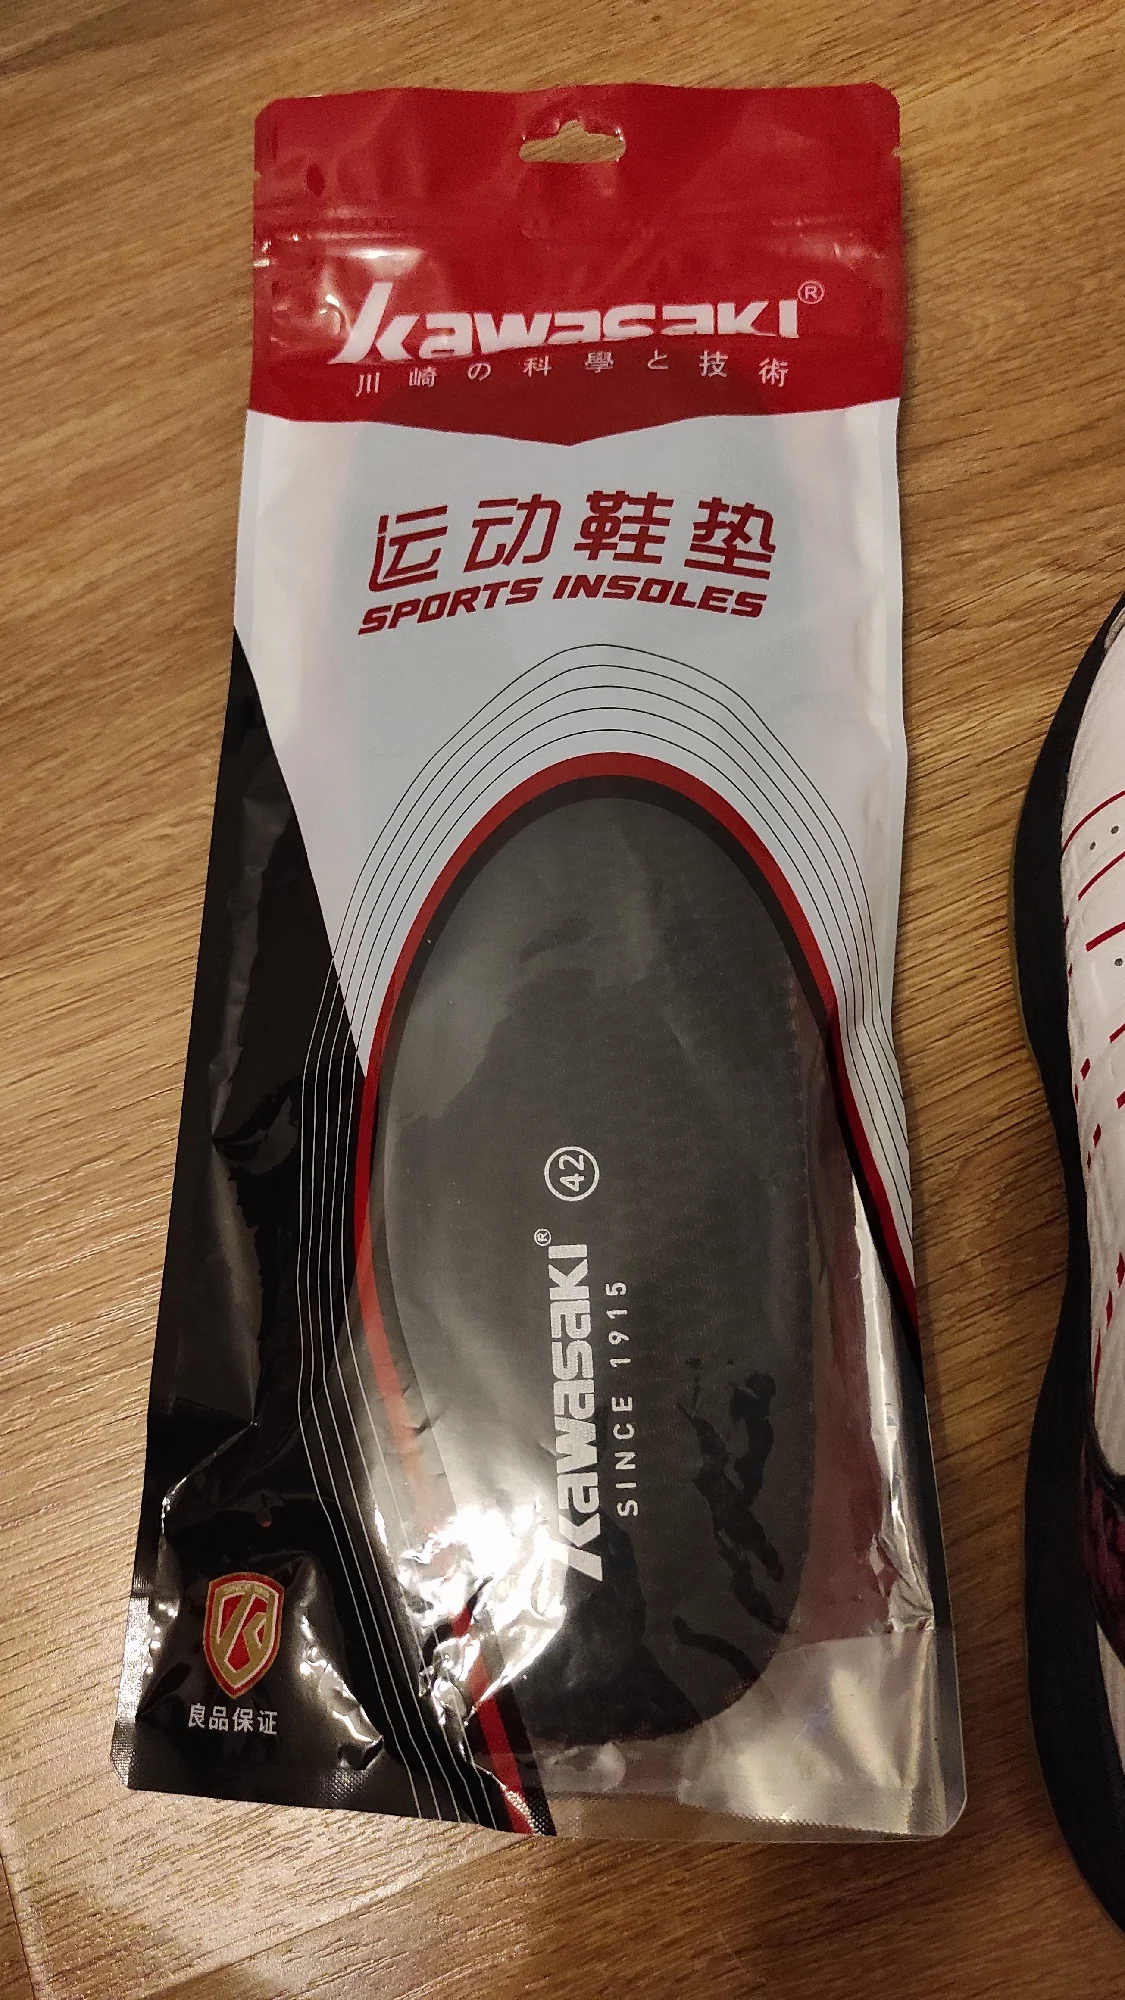 kawasaki®
川崎の科學と技術
运动鞋垫
SPORTS INSOLES
kawasaki® 42
SINCE 1915
良品保证